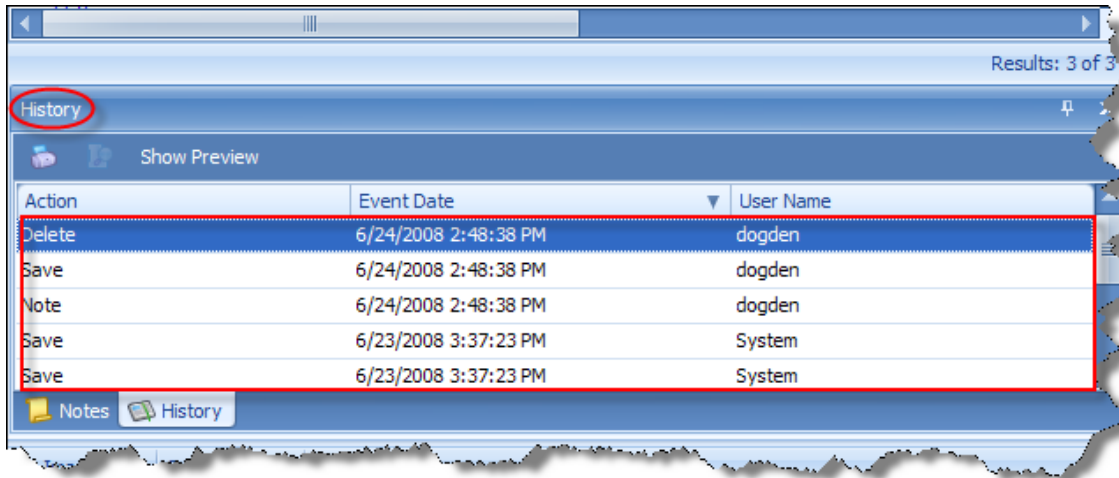 Results: 3 of 3
History
Show Preview
Action Event Date User Name
Delete 6/24/2008 2:48:38 PM dogden
Save 6/24/2008 2:48:38 PM dogden
Note 6/24/2008 2:48:38 PM dogden
Save 6/23/2008 3:37:23 PM System
Save 6/23/2008 3:37:23 PM System
Notes History